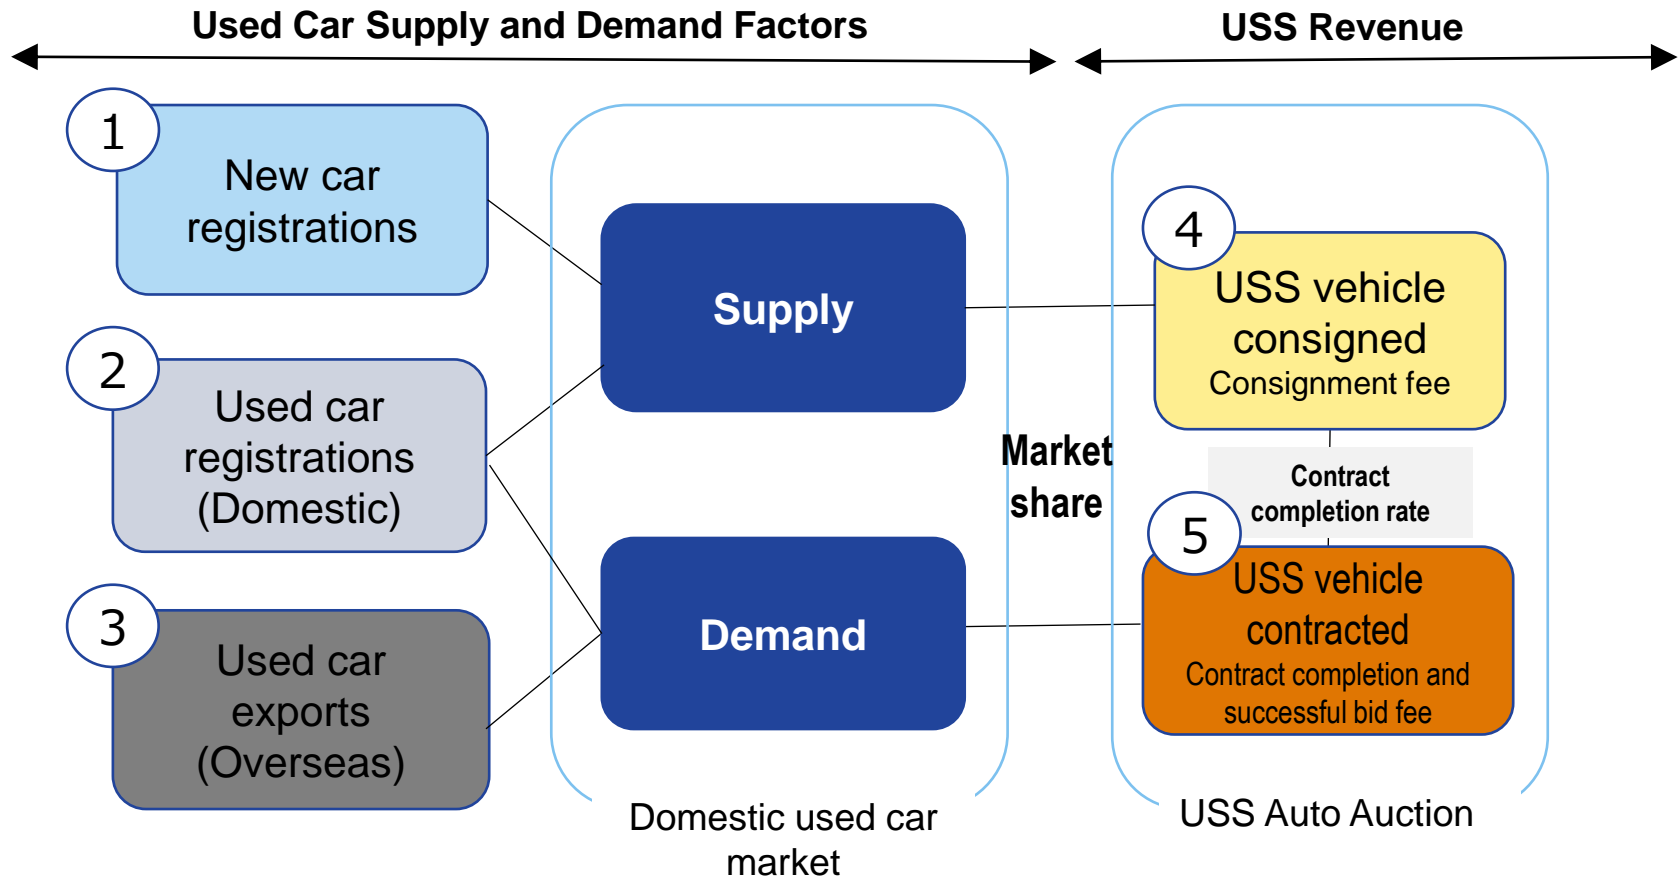 Used Car Supply and Demand Factors
USS Revenue
1
New car
registrations
2
Used car
registrations
(Domestic)
3
Used car
exports
(Overseas)
Supply
Demand
Domestic used car
market
Market
share
4
USS vehicle
consigned
Consignment fee
Contract
completion rate
5
USS vehicle
contracted
Contract completion and
successful bid fee
USS Auto Auction